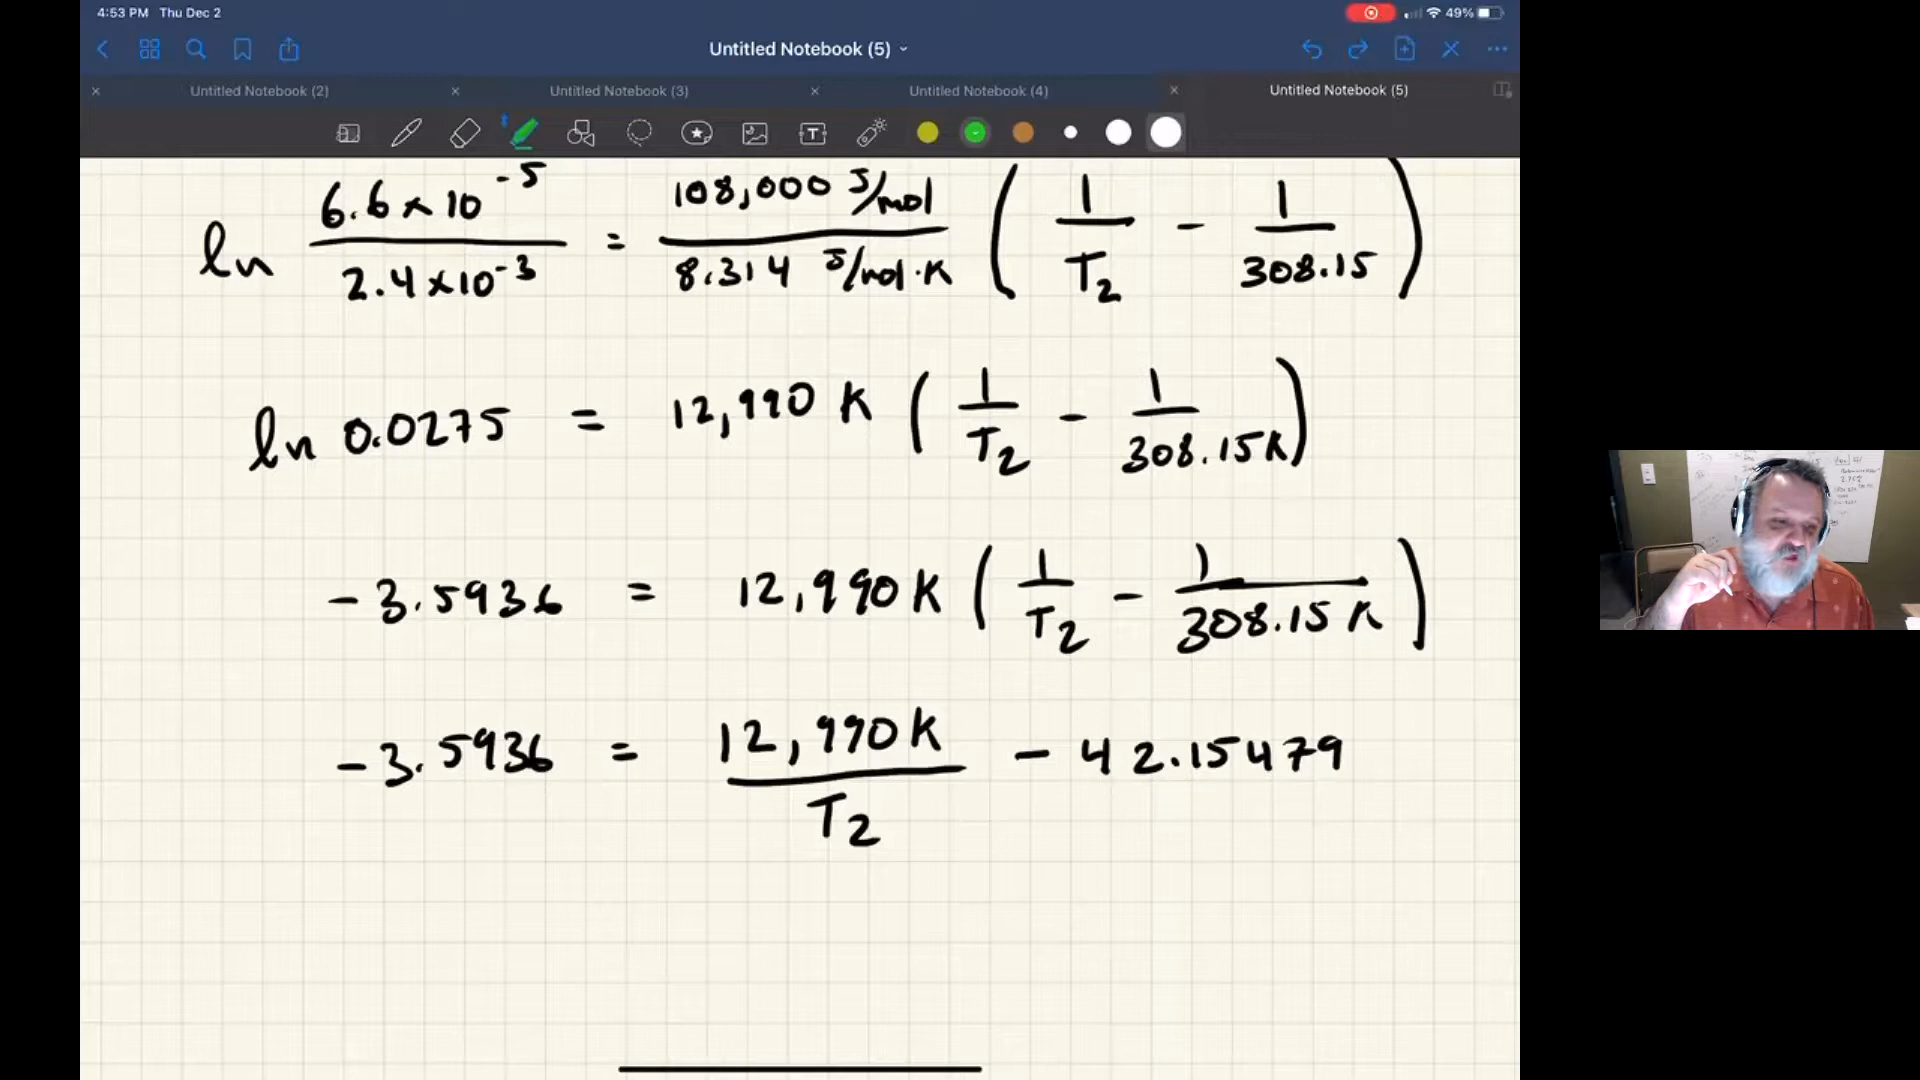 4:53 PM Thu Dec 2 49%
Untitled Notebook (5)
Untitled Notebook (2) Untitled Notebook (3) Untitled Notebook (4) Untitled Notebook (5)
ln 6.6 x 10^-5 / 2.4 x 10^-3 = 108,000 J/mol / 8.314 J/mol·K ( 1/T2 - 1/308.15 )
ln 0.0275 = 12,990 K ( 1/T2 - 1/308.15K )
-3.5936 = 12,990 K ( 1/T2 - 1/308.15 K )
-3.5936 = 12,990 K / T2 - 42.15479